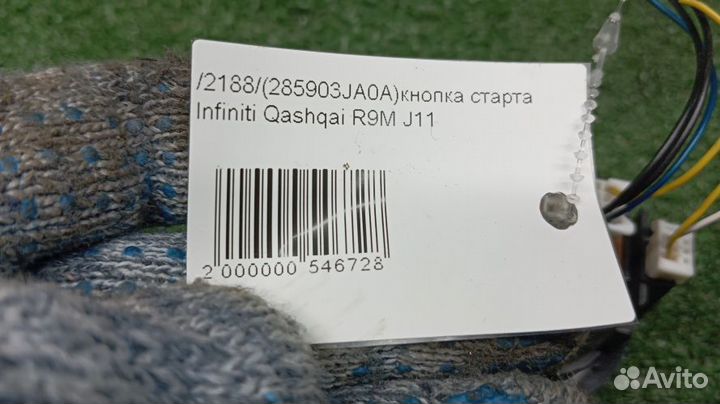 /2188/(285903JA0A)кнопка старта
Infiniti Qashqai R9M J11
2 000000 546728
Avito